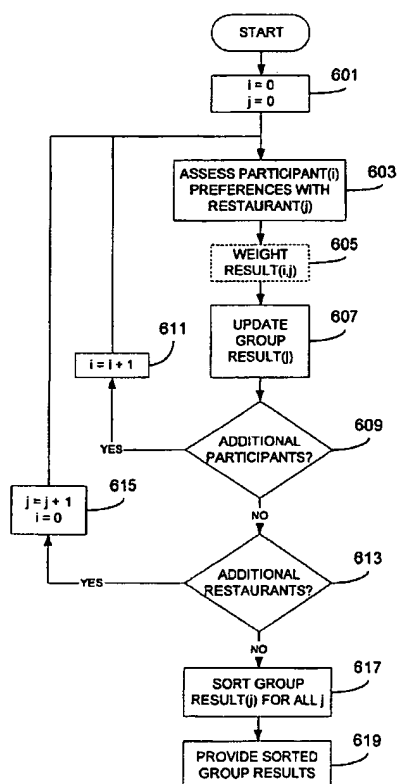 START
601
i = 0
j = 0
ASSESS PARTICIPANT(i)
PREFERENCES WITH
RESTAURANT(j)
603
WEIGHT
RESULT(i,j)
605
UPDATE
GROUP
RESULT(j)
607
611
i = i + 1
YES
ADDITIONAL
PARTICIPANTS?
609
NO
j = j + 1
i = 0
615
YES
ADDITIONAL
RESTAURANTS?
613
NO
SORT GROUP
RESULT(j) FOR ALL j
617
PROVIDE SORTED
GROUP RESULTS
619